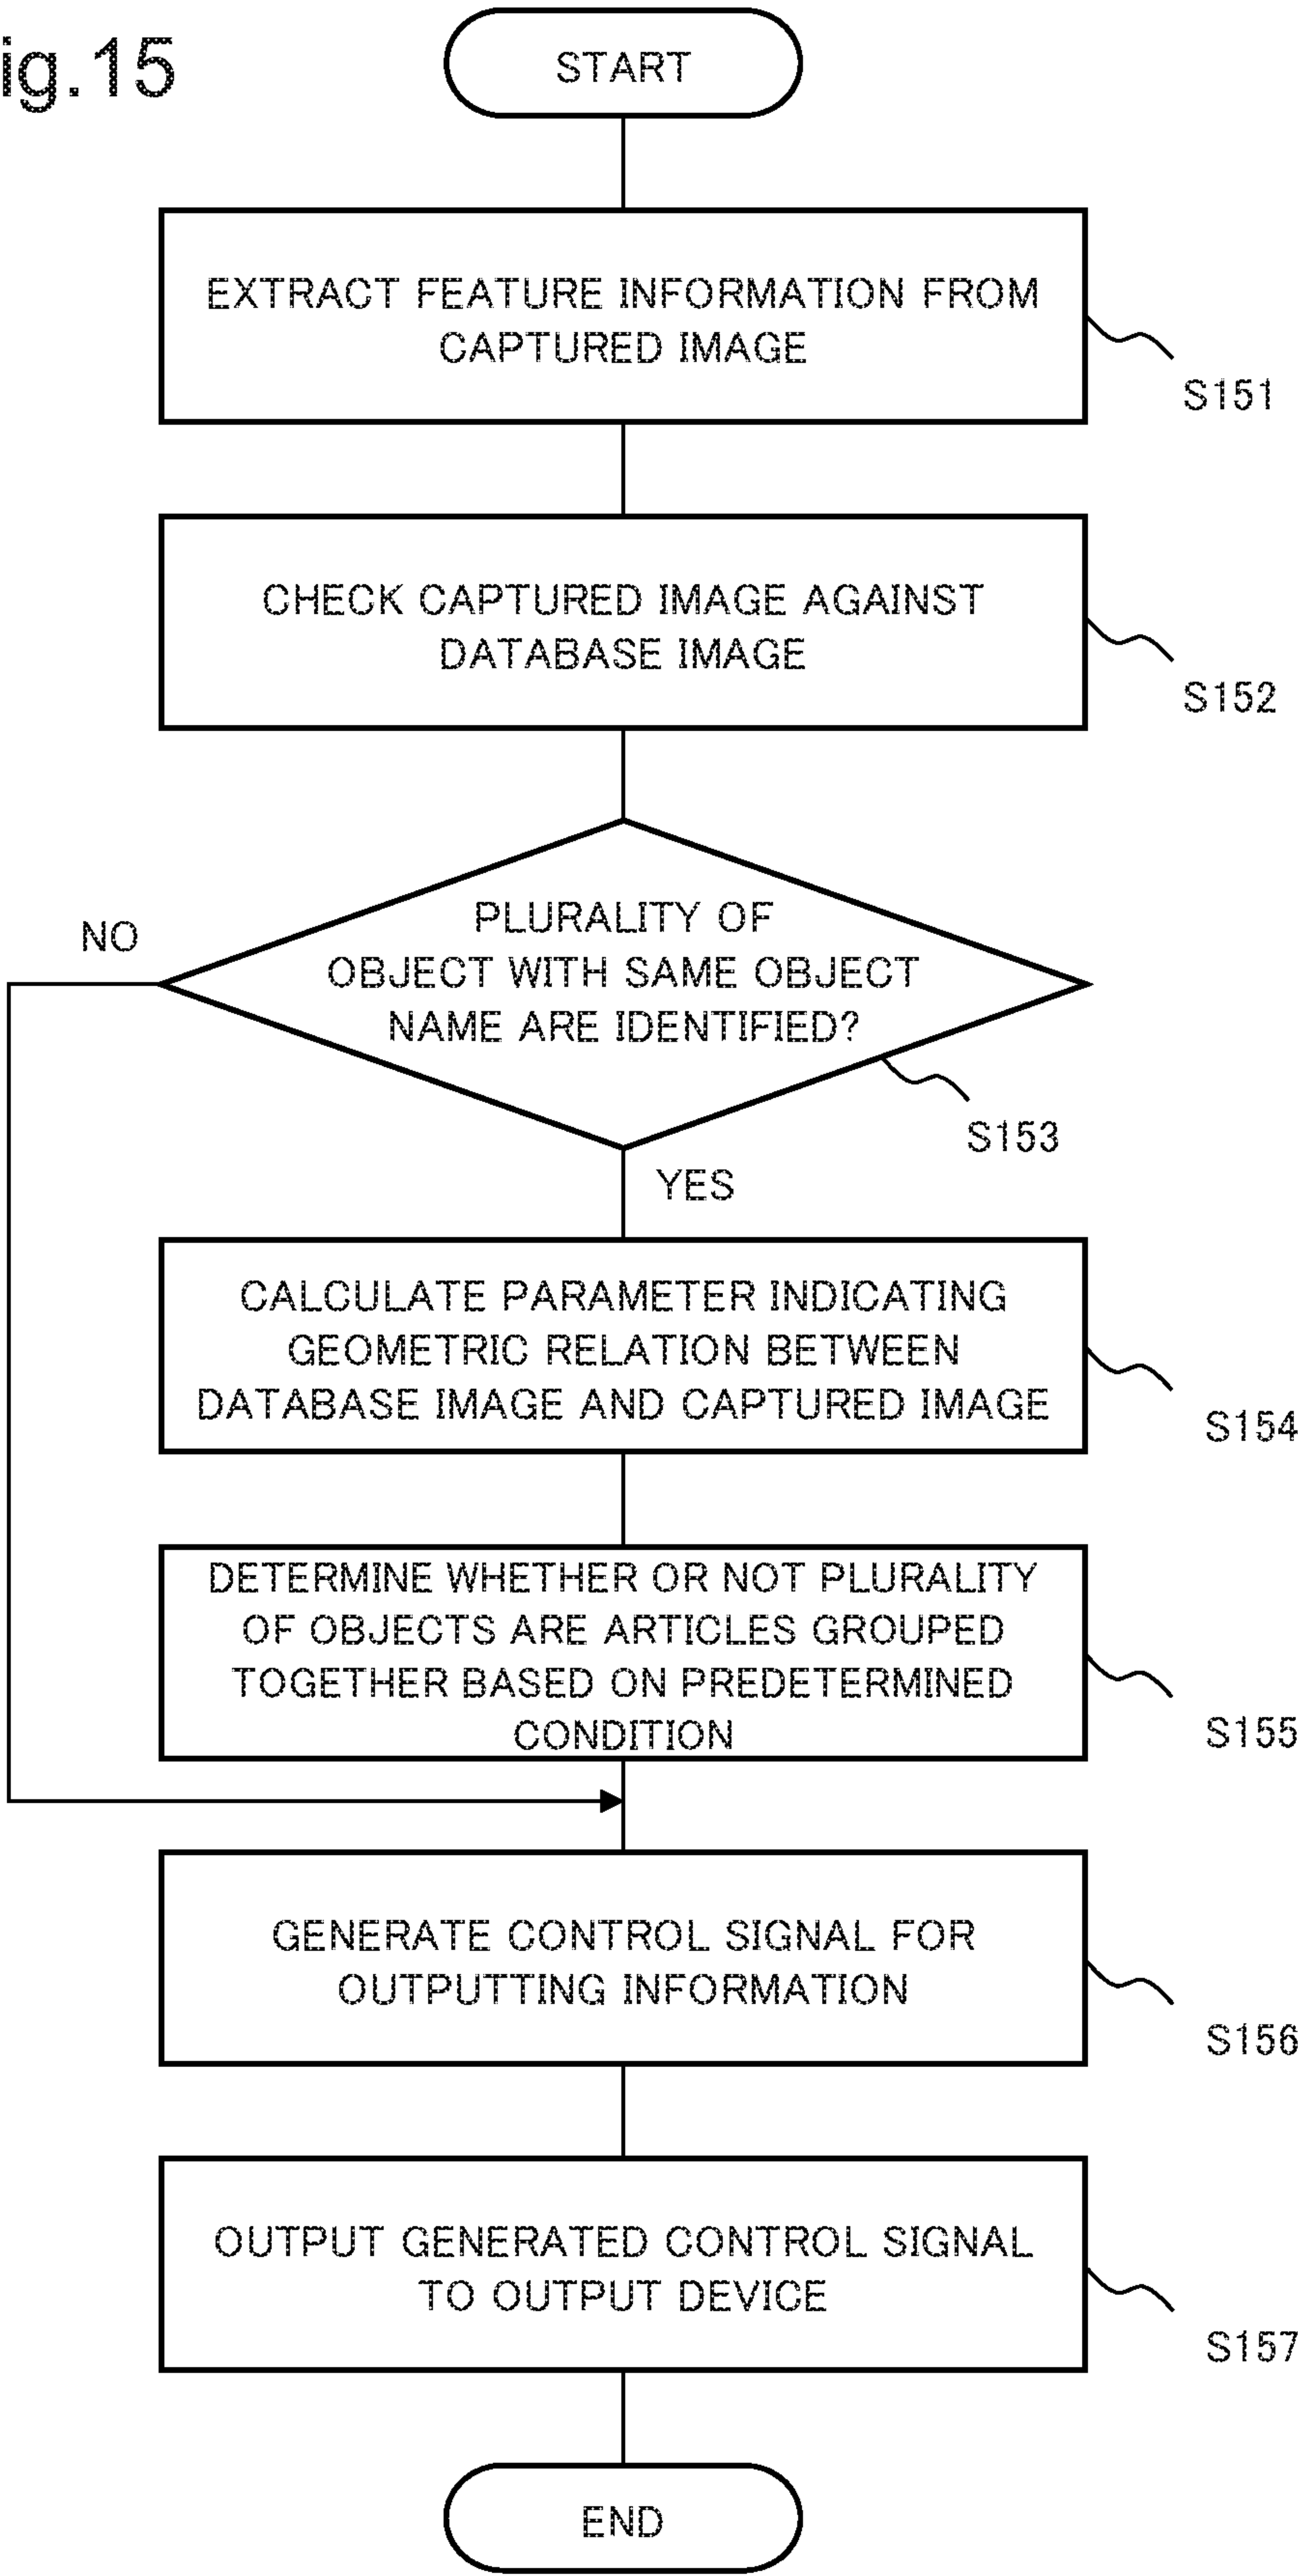 ig.15
START
EXTRACT FEATURE INFORMATION FROM
CAPTURED IMAGE
S151
CHECK CAPTURED IMAGE AGAINST
DATABASE IMAGE
S152
PLURALITY OF
OBJECT WITH SAME OBJECT
NAME ARE IDENTIFIED?
NO
S153
YES
CALCULATE PARAMETER INDICATING
GEOMETRIC RELATION BETWEEN
DATABASE IMAGE AND CAPTURED IMAGE
S154
DETERMINE WHETHER OR NOT PLURALITY
OF OBJECTS ARE ARTICLES GROUPED
TOGETHER BASED ON PREDETERMINED
CONDITION
S155
GENERATE CONTROL SIGNAL FOR
OUTPUTTING INFORMATION
S156
OUTPUT GENERATED CONTROL SIGNAL
TO OUTPUT DEVICE
S157
END